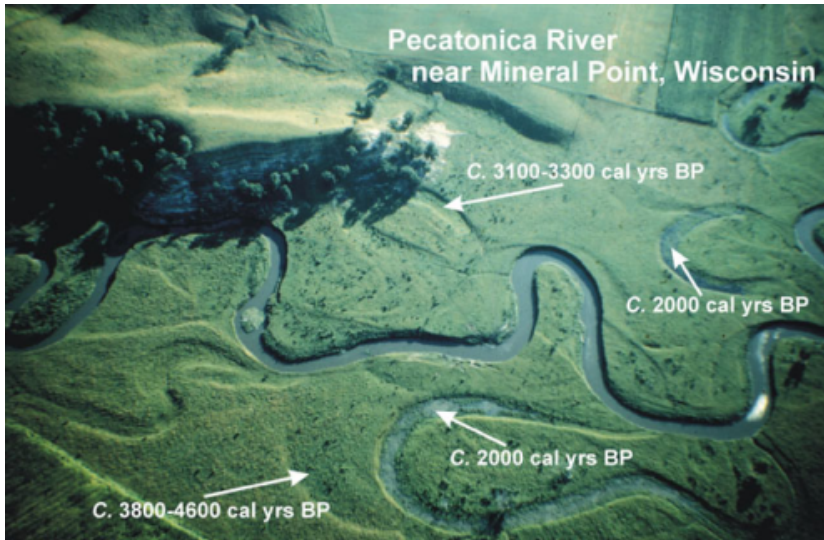 Pecatonica River
near Mineral Point, Wisconsin
C. 3100-3300 cal yrs BP
C. 2000 cal yrs BP
C. 2000 cal yrs BP
C. 3800-4600 cal yrs BP